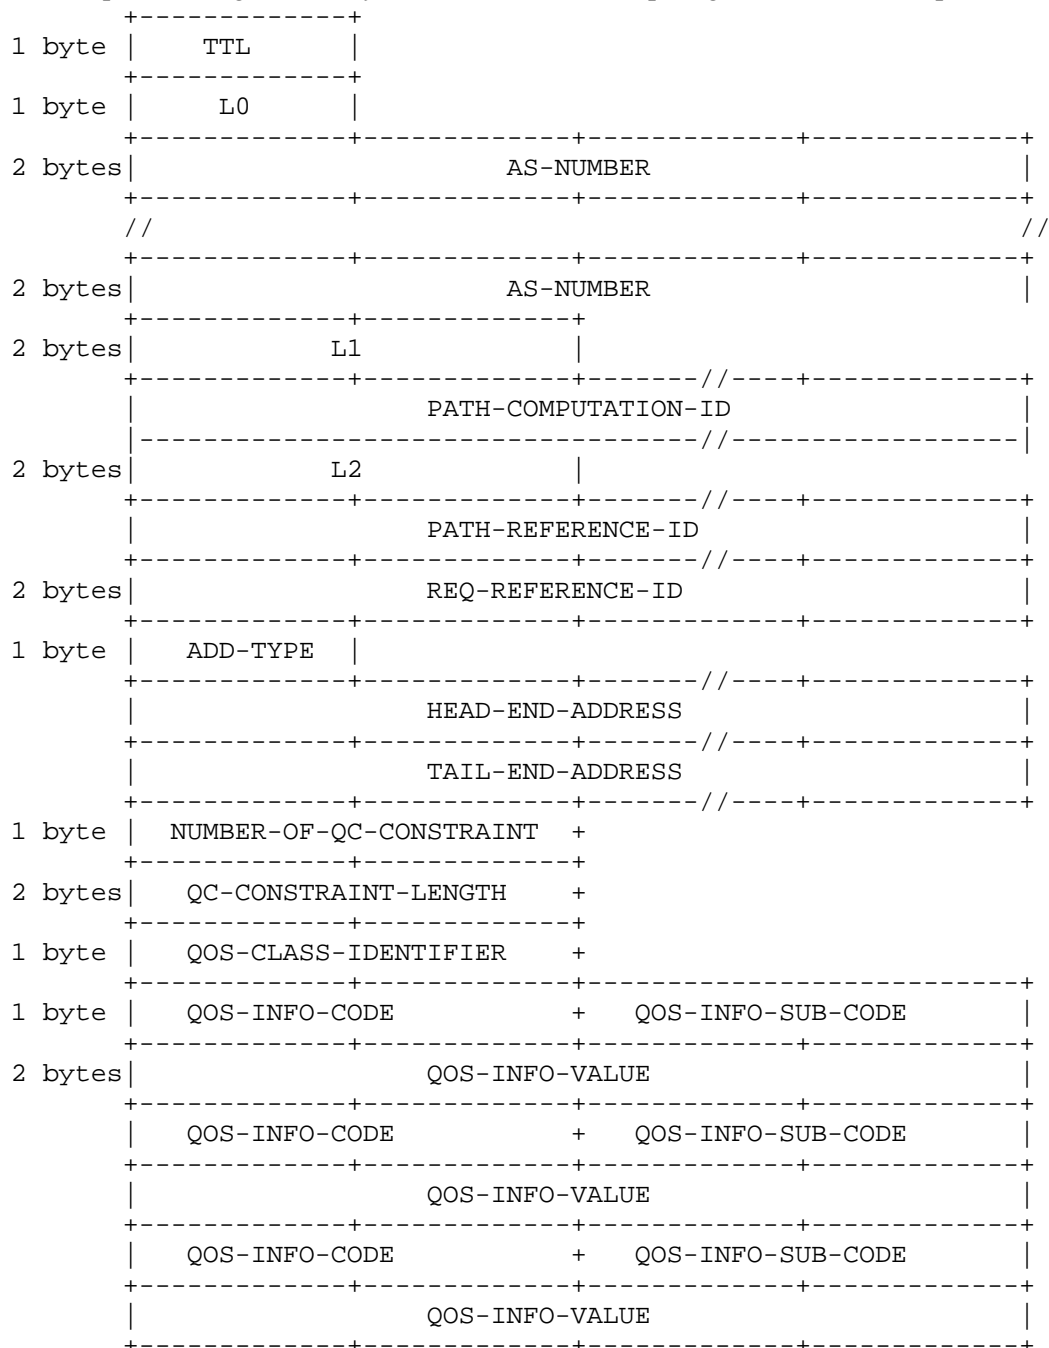 +-------------+
1 byte | TTL |
+-------------+
1 byte | L0 |
+-------------+-------------+-------------+-------------+
2 bytes| AS-NUMBER |
+-------------+-------------+-------------+-------------+
// //
+-------------+-------------+-------------+-------------+
2 bytes| AS-NUMBER |
+-------------+-------------+
2 bytes| L1 |
+-------------+-------------+-------//----+-------------+
| PATH-COMPUTATION-ID |
|----------------------------------//-----------------|
2 bytes| L2 |
+-------------+-------------+-------//----+-------------+
| PATH-REFERENCE-ID |
+-------------+-------------+-------//----+-------------+
2 bytes| REQ-REFERENCE-ID |
+-------------+-------------+-------------+-------------+
1 byte | ADD-TYPE |
+-------------+-------------+-------//----+-------------+
| HEAD-END-ADDRESS |
+-------------+-------------+-------//----+-------------+
| TAIL-END-ADDRESS |
+-------------+-------------+-------//----+-------------+
1 byte | NUMBER-OF-QC-CONSTRAINT +
+-------------+-------------+
2 bytes| QC-CONSTRAINT-LENGTH +
+-------------+-------------+
1 byte | QOS-CLASS-IDENTIFIER +
+-------------+-------------+---------------------------+
1 byte | QOS-INFO-CODE + QOS-INFO-SUB-CODE |
+-------------+-------------+-------------+-------------+
2 bytes| QOS-INFO-VALUE |
+-------------+-------------+-------------+-------------+
| QOS-INFO-CODE + QOS-INFO-SUB-CODE |
+-------------+-------------+-------------+-------------+
| QOS-INFO-VALUE |
+-------------+-------------+-------------+-------------+
| QOS-INFO-CODE + QOS-INFO-SUB-CODE |
+-------------+-------------+-------------+-------------+
| QOS-INFO-VALUE |
+-------------+-------------+-------------+-------------+